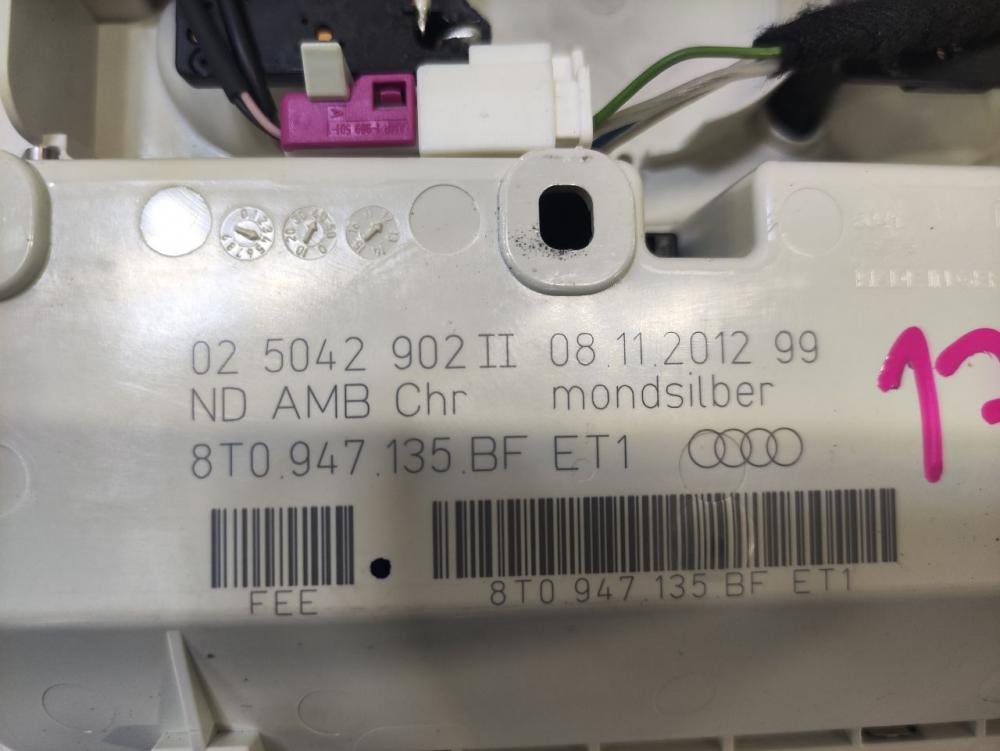 02 5042 902 II 08.11.2012 99
ND AMB Chr mondsilber
8T0.947.135.BF ET1
FEE
8T0.947.135.BF ET1
17